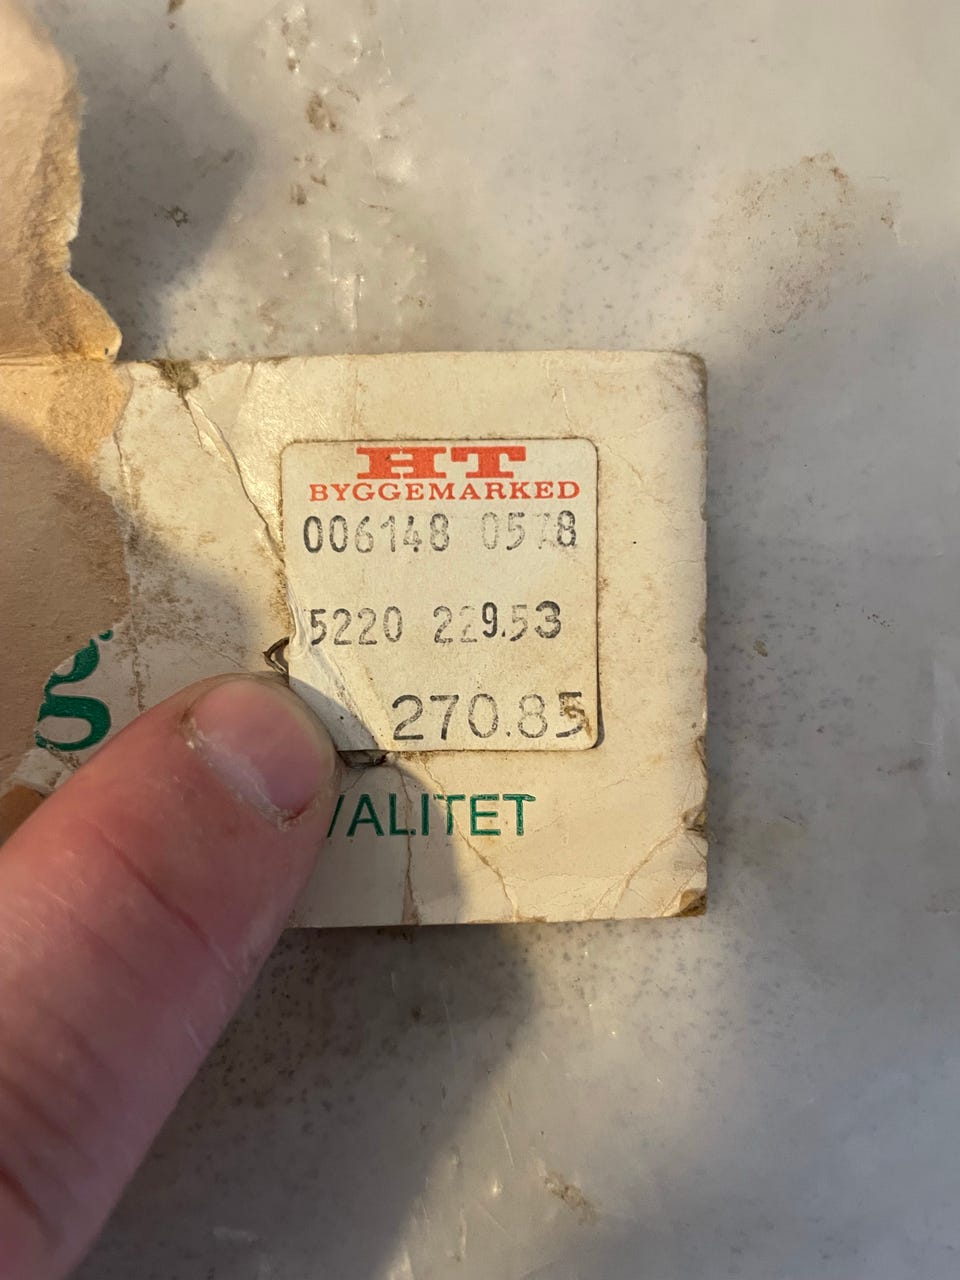 HT
BYGGEMARKED
006148 0578
5220 229.53
270.85
g
VALITET